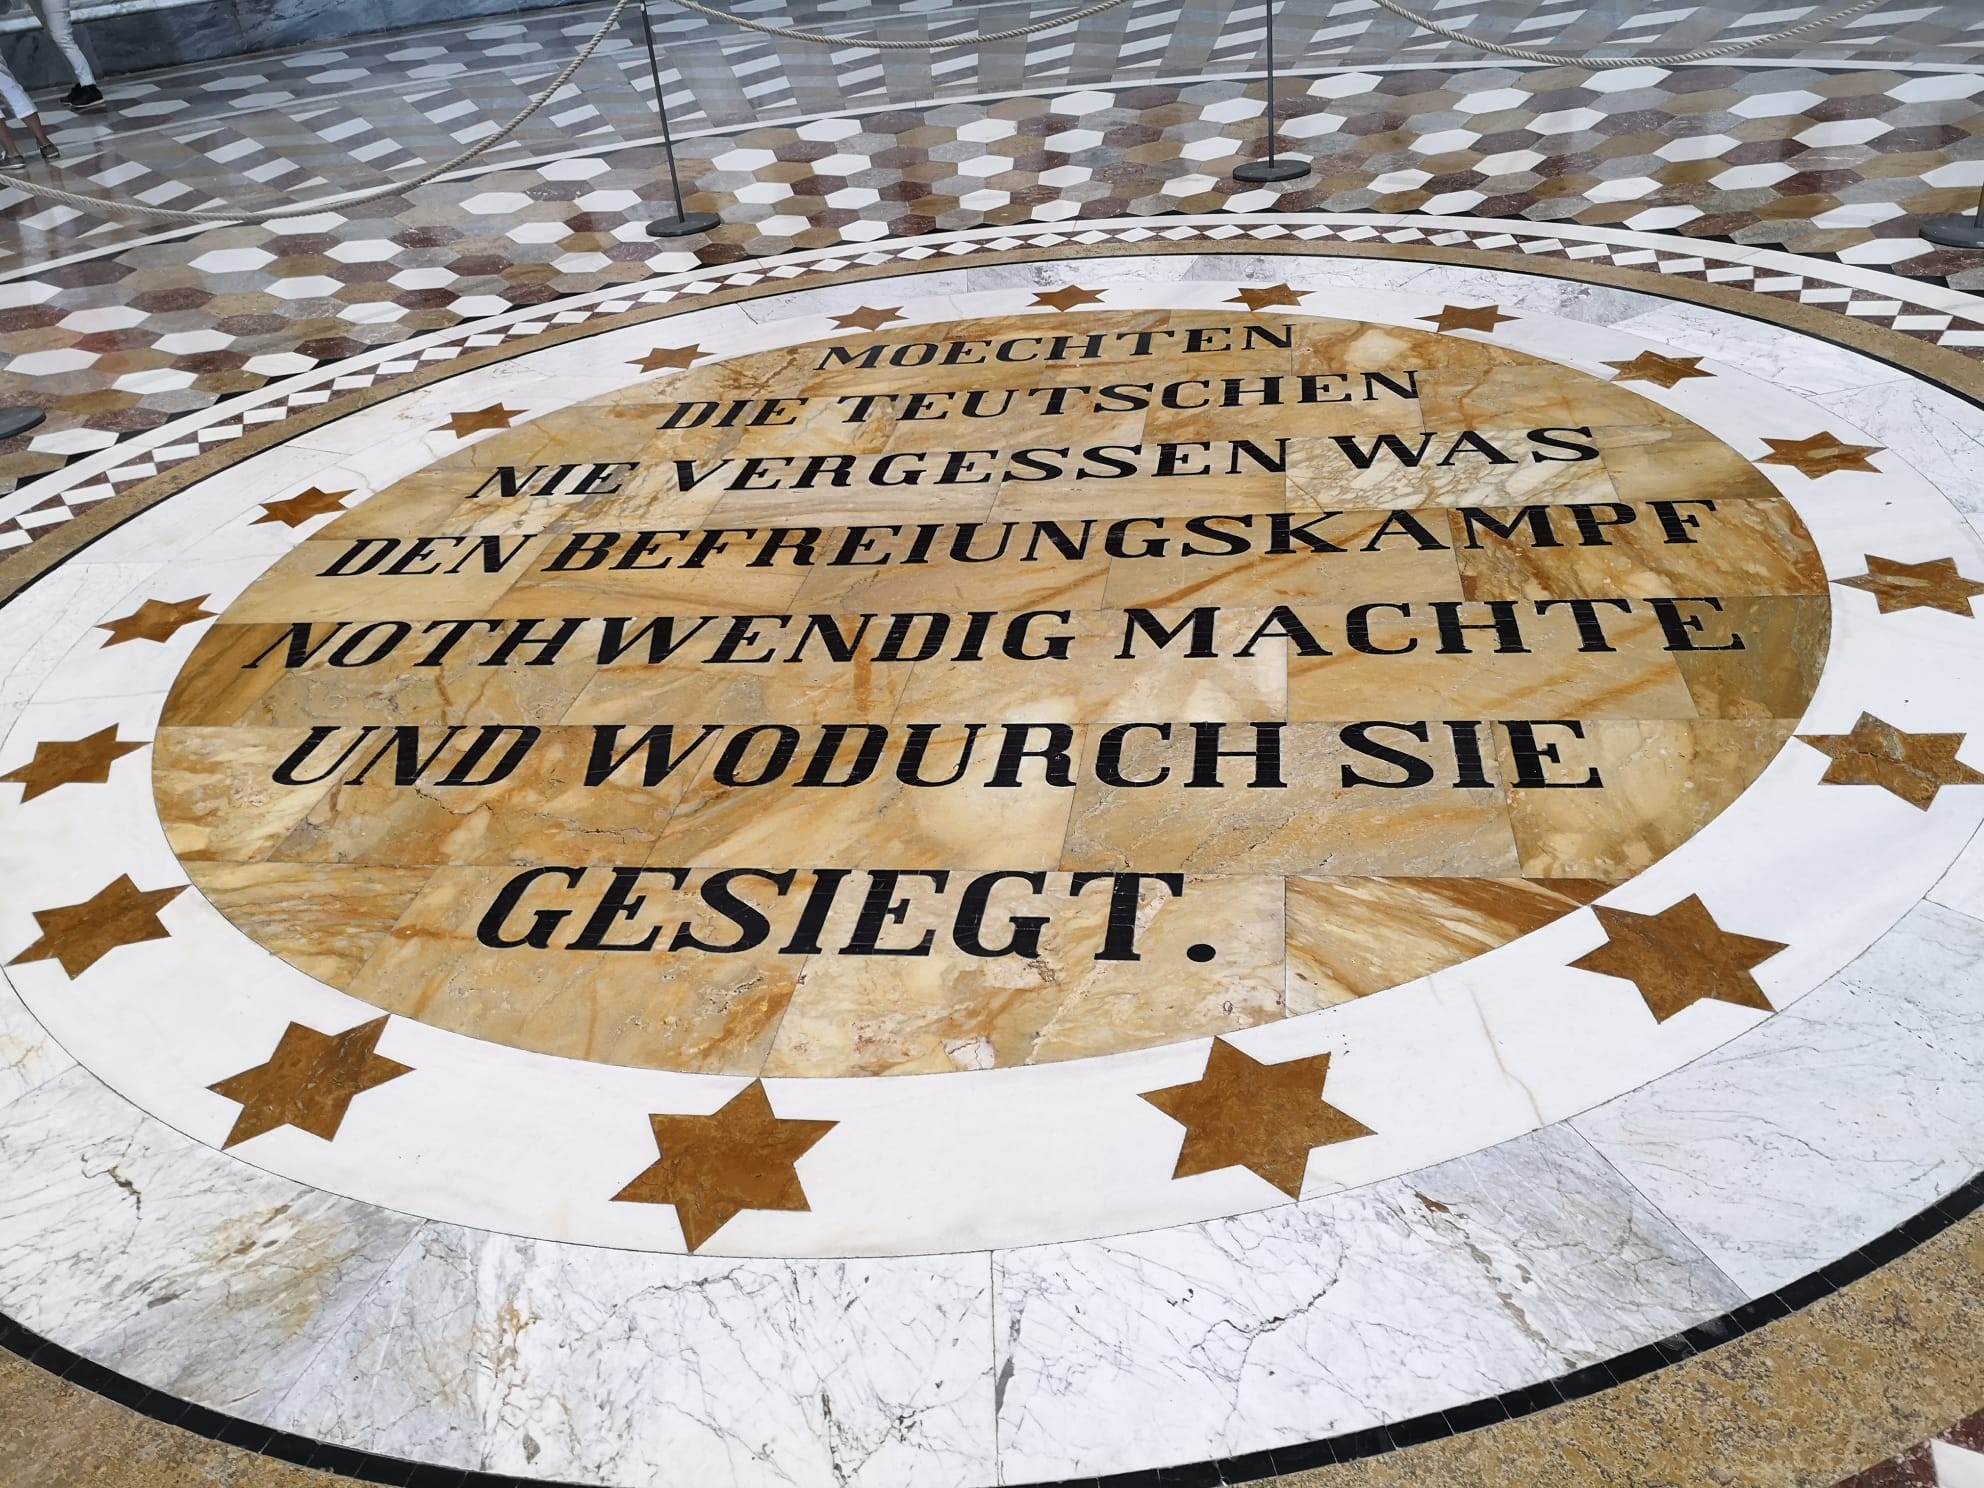 MOECHTEN
DIE TEUTSCHEN
NIE VERGESSEN WAS
DEN BEFREIUNGSKAMPF
NOTHWENDIG MACHTE
UND WODURCH SIE
GESIEGT.